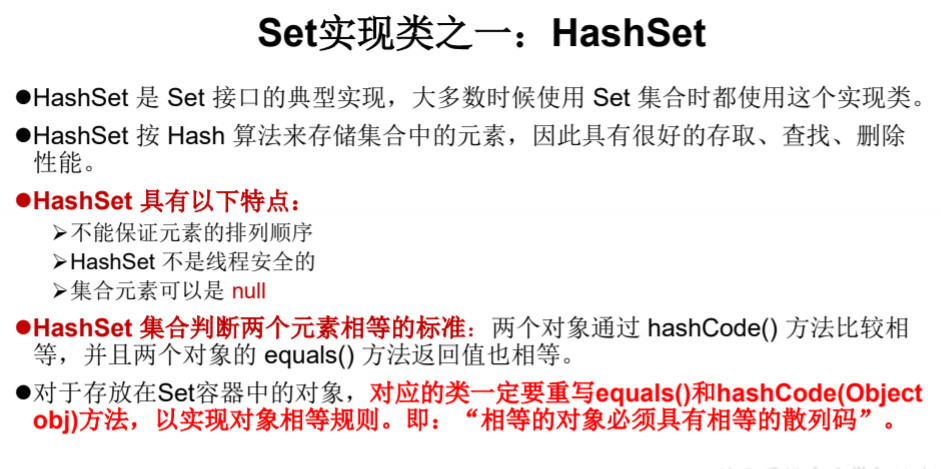 Set实现类之一：HashSet
●HashSet 是 Set 接口的典型实现，大多数时候使用 Set 集合时都使用这个实现类。
●HashSet 按 Hash 算法来存储集合中的元素，因此具有很好的存取、查找、删除
性能。
●HashSet 具有以下特点：
➢不能保证元素的排列顺序
➢HashSet 不是线程安全的
➢集合元素可以是 null
●HashSet 集合判断两个元素相等的标准：两个对象通过 hashCode() 方法比较相
等，并且两个对象的 equals() 方法返回值也相等。
●对于存放在Set容器中的对象，对应的类一定要重写equals()和hashCode(Object
obj)方法，以实现对象相等规则。即：“相等的对象必须具有相等的散列码”。